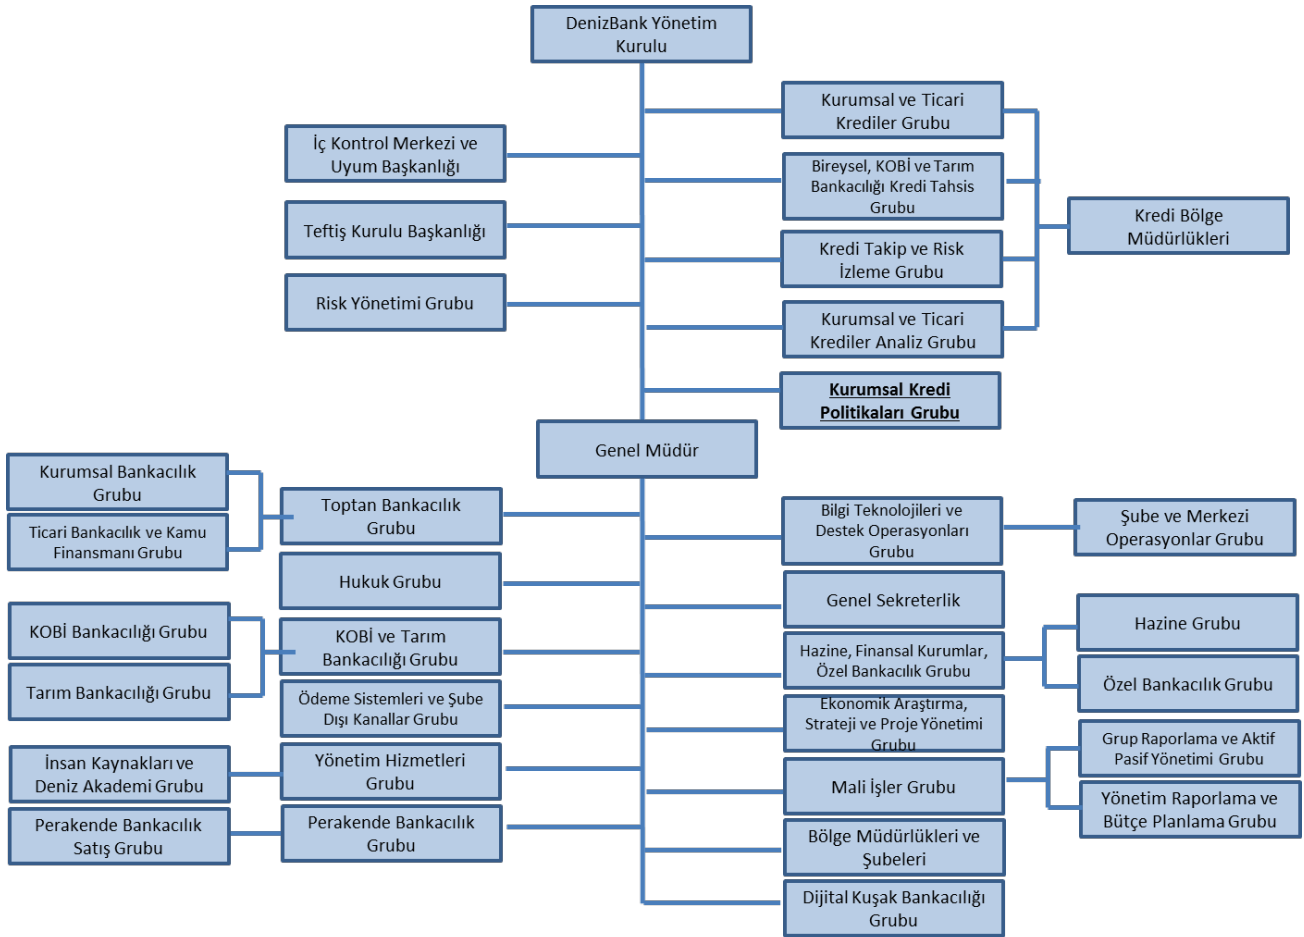 DenizBank Yönetim
Kurulu
İç Kontrol Merkezi ve
Uyum Başkanlığı
Teftiş Kurulu Başkanlığı
Risk Yönetimi Grubu
Kurumsal ve Ticari
Krediler Grubu
Bireysel, KOBİ ve Tarım
Bankacılığı Kredi Tahsis
Grubu
Kredi Takip ve Risk
İzleme Grubu
Kurumsal ve Ticari
Krediler Analiz Grubu
Kurumsal Kredi
Politikaları Grubu
Kredi Bölge
Müdürlükleri
Genel Müdür
Kurumsal Bankacılık
Grubu
Ticari Bankacılık ve Kamu
Finansmanı Grubu
Toptan Bankacılık
Grubu
Hukuk Grubu
KOBİ Bankacılığı Grubu
Tarım Bankacılığı Grubu
KOBİ ve Tarım
Bankacılığı Grubu
Ödeme Sistemleri ve Şube
Dışı Kanallar Grubu
İnsan Kaynakları ve
Deniz Akademi Grubu
Yönetim Hizmetleri
Grubu
Perakende Bankacılık
Satış Grubu
Perakende Bankacılık
Grubu
Bilgi Teknolojileri ve
Destek Operasyonları
Grubu
Şube ve Merkezi
Operasyonlar Grubu
Genel Sekreterlik
Hazine, Finansal Kurumlar,
Özel Bankacılık Grubu
Hazine Grubu
Özel Bankacılık Grubu
Ekonomik Araştırma,
Strateji ve Proje Yönetimi
Grubu
Mali İşler Grubu
Grup Raporlama ve Aktif
Pasif Yönetimi Grubu
Yönetim Raporlama ve
Bütçe Planlama Grubu
Bölge Müdürlükleri ve
Şubeleri
Dijital Kuşak Bankacılığı
Grubu